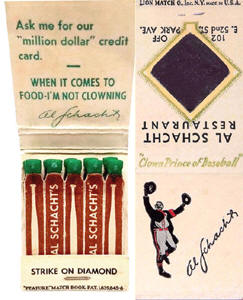 Ask me for our
"million dollar" credit
card. —
WHEN IT COMES TO
FOOD-I'M NOT CLOWNING
Al Schacht
AL SCHACHT'S
AL SCHACHT'S
STRIKE ON DIAMOND
"FEATURE" MATCH BOOK. PAT.
LION MATCH Co., INC. N.Y. MADE IN U.S.A.
102
E. 52nd ST. OFF PARK AVE.
AL SCHACHT
RESTAURANT
"Clown Prince of Baseball"
Al Schacht